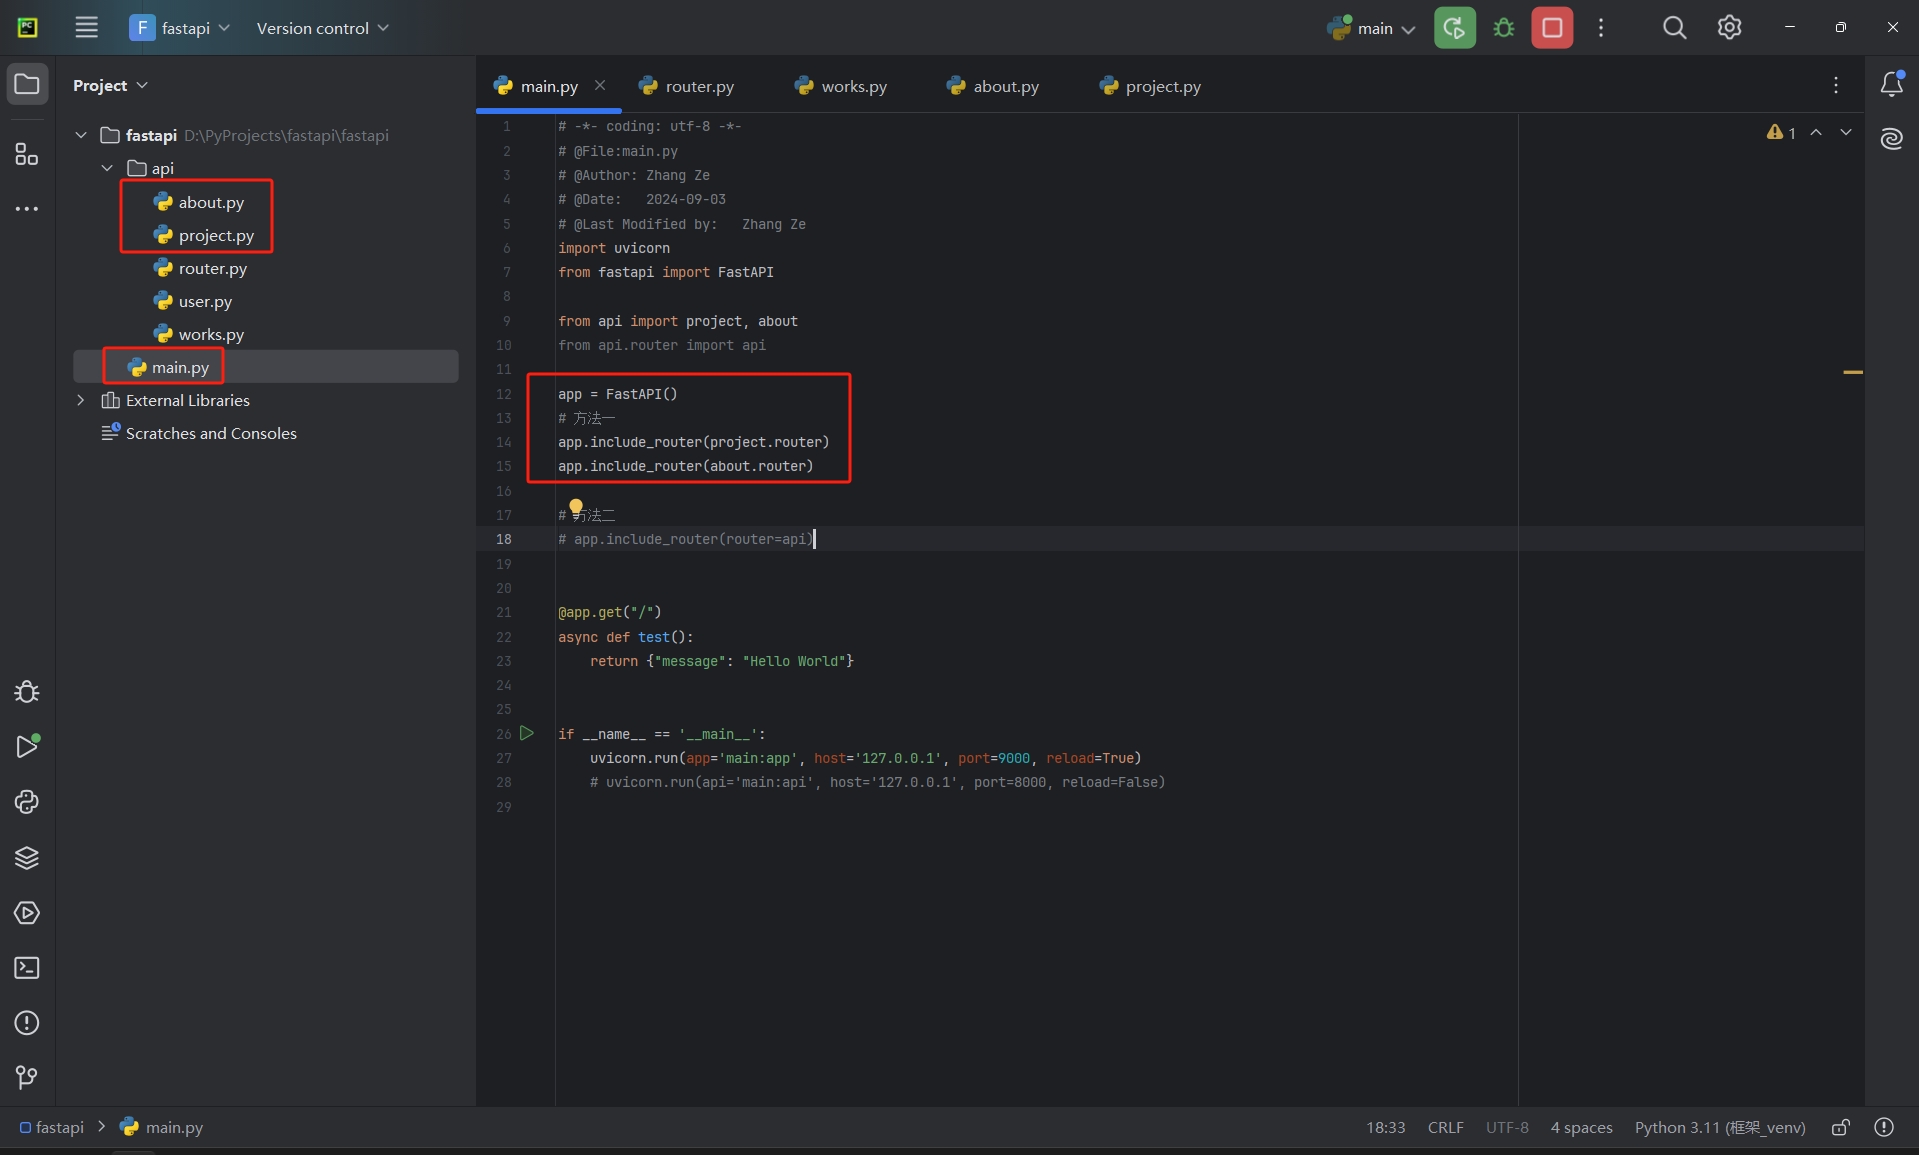 F fastapi Version control main
Project
fastapi D:\PyProjects\fastapi\fastapi
api
about.py
project.py
router.py
user.py
works.py
main.py
External Libraries
Scratches and Consoles
main.py router.py works.py about.py project.py
1
1 # -*- coding: utf-8 -*-
2 # @File:main.py
3 # @Author: Zhang Ze
4 # @Date:   2024-09-03
5 # @Last Modified by:   Zhang Ze
6 import uvicorn
7 from fastapi import FastAPI
8
9 from api import project, about
10 from api.router import api
11
12 app = FastAPI()
13 # 方法一
14 app.include_router(project.router)
15 app.include_router(about.router)
16
17 # 方法二
18 # app.include_router(router=api)
19
20
21 @app.get("/")
22 async def test():
23     return {"message": "Hello World"}
24
25
26 if __name__ == '__main__':
27     uvicorn.run(app='main:app', host='127.0.0.1', port=9000, reload=True)
28     # uvicorn.run(api='main:api', host='127.0.0.1', port=8000, reload=False)
29
fastapi > main.py 18:33 CRLF UTF-8 4 spaces Python 3.11 (框架_venv)